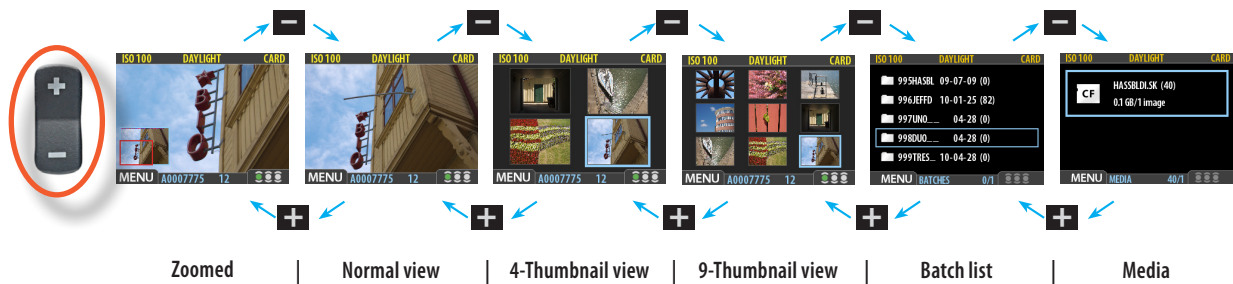 ISO 100 DAYLIGHT CARD
MENU A0007775 12
ISO 100 DAYLIGHT CARD
MENU A0007775 12
ISO 100 DAYLIGHT CARD
MENU A0007775 12
ISO 100 DAYLIGHT CARD
MENU A0007775 12
ISO 100 DAYLIGHT CARD
995HASBL 09-07-09 (0)
996JEFFD 10-01-25 (82)
997UNO__ 04-28 (0)
998DUO__ 04-28 (0)
999TRES_ 10-04-28 (0)
MENU BATCHES 0/1
ISO 100 DAYLIGHT CARD
CF HASSBLDI.SK (40)
0.1 GB/1 image
MENU MEDIA 40/1
Zoomed | Normal view | 4-Thumbnail view | 9-Thumbnail view | Batch list | Media